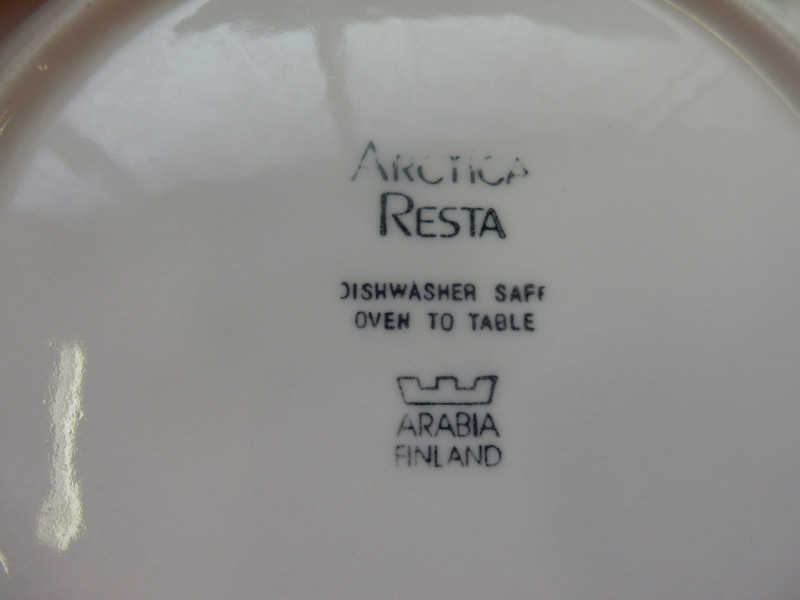 ARCTICA
RESTA
DISHWASHER SAFE
OVEN TO TABLE
ARABIA
FINLAND